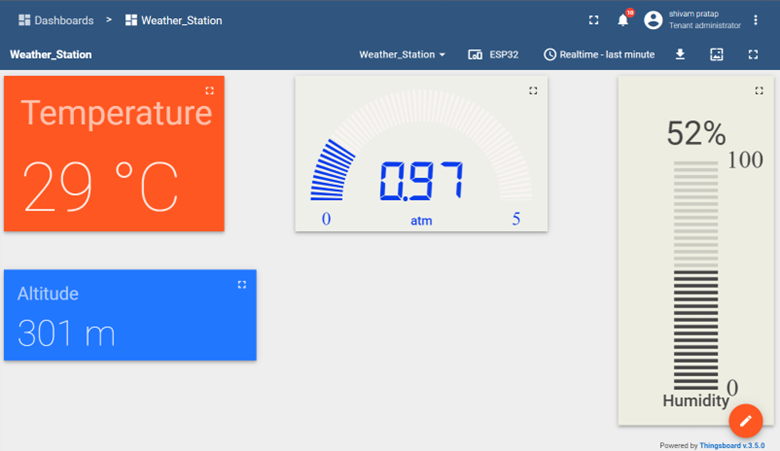 Dashboards > Weather_Station
10
shivam pratap
Tenant administrator
Weather_Station
Weather_Station
ESP32
Realtime - last minute
Temperature
29 °C
0.97
0
atm
5
52%
100
0
Humidity
Altitude
301 m
Powered by Thingsboard v.3.5.0